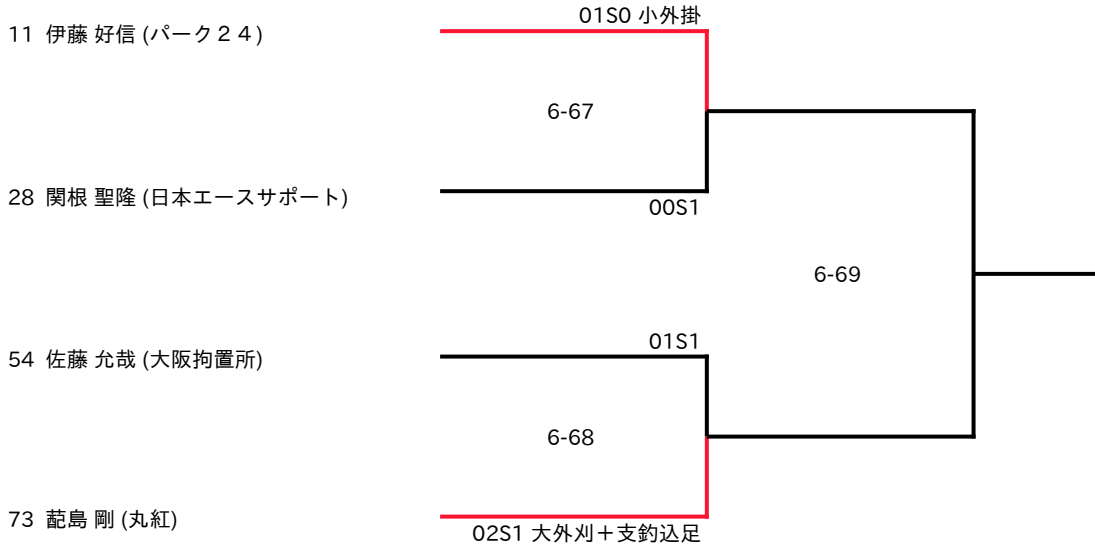 01S0 小外掛
11 伊藤 好信 (パーク２４)
6-67
28 関根 聖隆 (日本エースサポート)
00S1
6-69
01S1
54 佐藤 允哉 (大阪拘置所)
6-68
73 蓜島 剛 (丸紅)
02S1 大外刈＋支釣込足